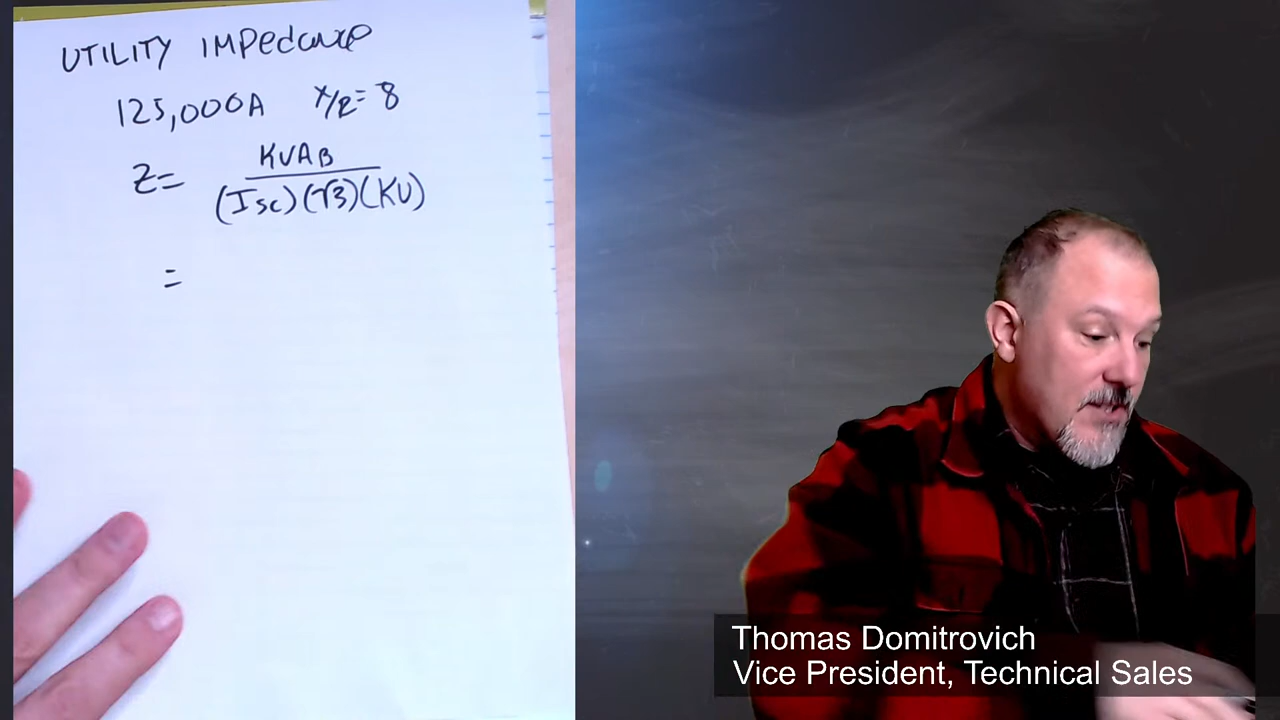 UTILITY IMPedance
125,000A X/R = 8
Z = KVAB
(Isc)(√3)(KV)
=
Thomas Domitrovich
Vice President, Technical Sales